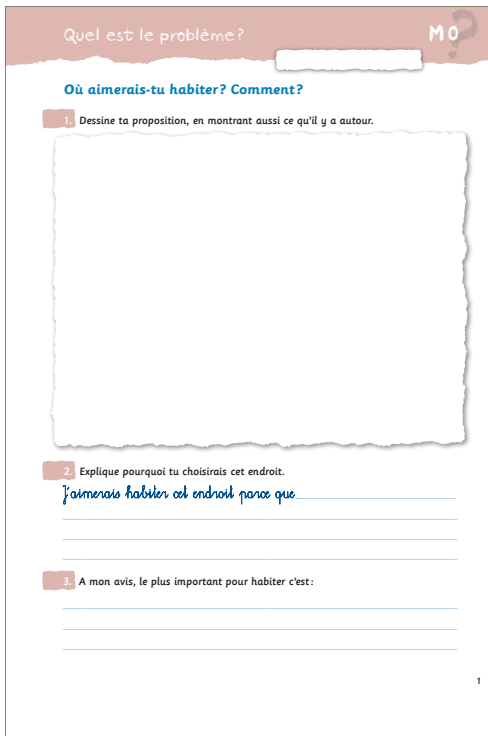 Quel est le problème?
MO
?
Où aimerais-tu habiter? Comment?
1. Dessine ta proposition, en montrant aussi ce qu'il y a autour.
2. Explique pourquoi tu choisirais cet endroit.
J'aimerais habiter cet endroit parce que
3. A mon avis, le plus important pour habiter c'est:
1